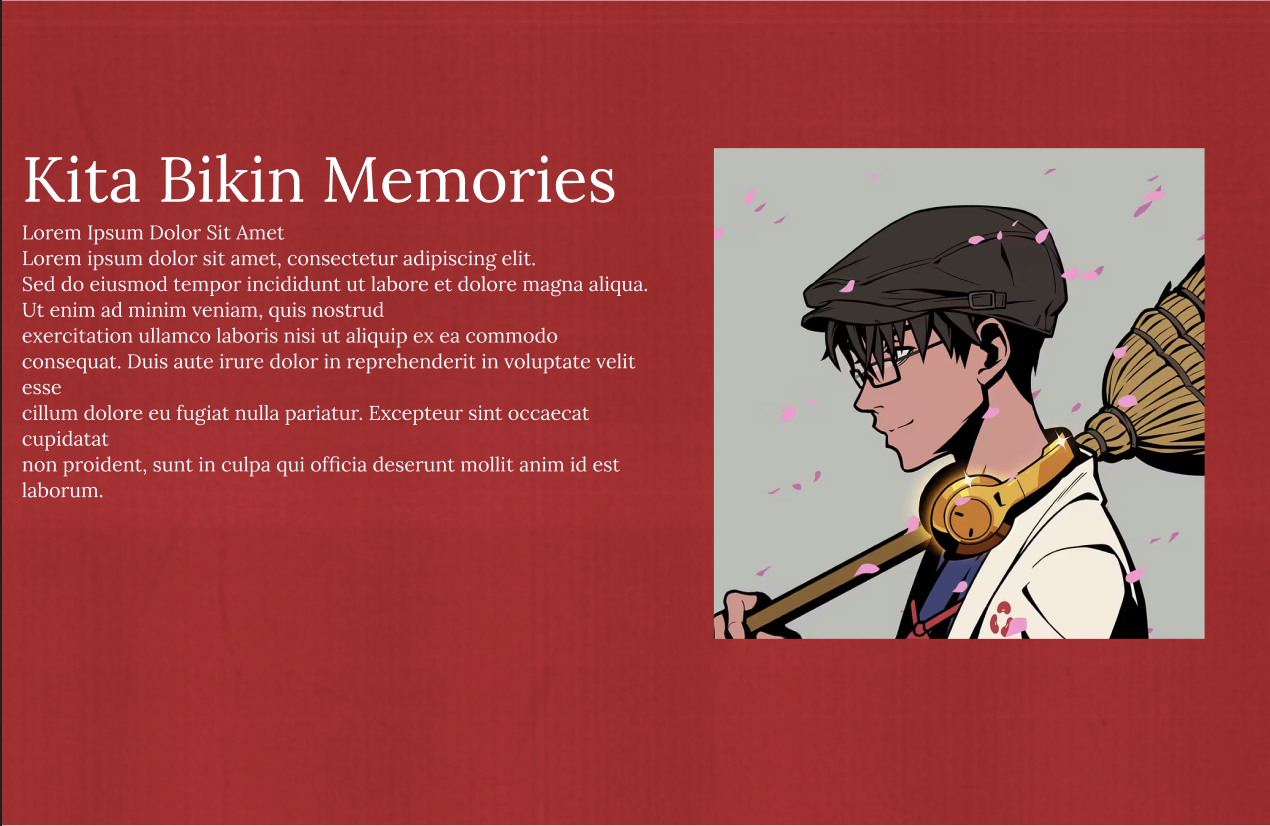 Kita Bikin Memories
Lorem Ipsum Dolor Sit Amet
Lorem ipsum dolor sit amet, consectetur adipiscing elit.
Sed do eiusmod tempor incididunt ut labore et dolore magna aliqua.
Ut enim ad minim veniam, quis nostrud
exercitation ullamco laboris nisi ut aliquip ex ea commodo
consequat. Duis aute irure dolor in reprehenderit in voluptate velit
esse
cillum dolore eu fugiat nulla pariatur. Excepteur sint occaecat
cupidatat
non proident, sunt in culpa qui officia deserunt mollit anim id est
laborum.